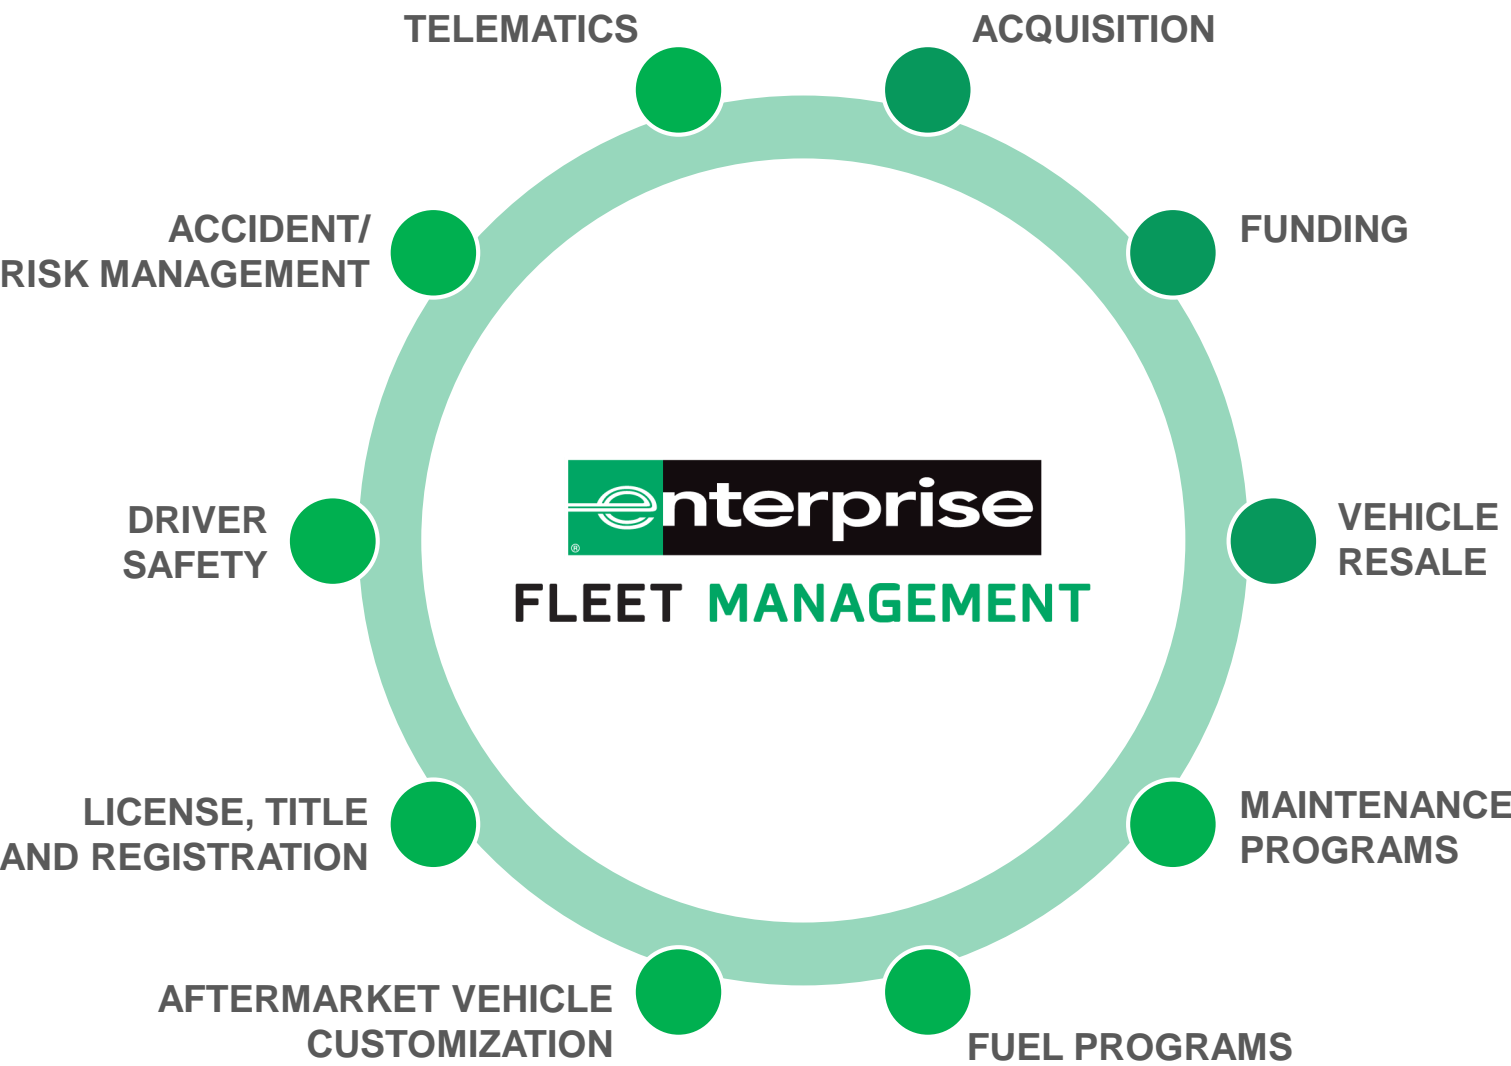 TELEMATICS
ACQUISITION
ACCIDENT/
RISK MANAGEMENT
FUNDING
enterprise
®
FLEET MANAGEMENT
DRIVER
SAFETY
VEHICLE
RESALE
LICENSE, TITLE
AND REGISTRATION
MAINTENANCE
PROGRAMS
AFTERMARKET VEHICLE
CUSTOMIZATION
FUEL PROGRAMS